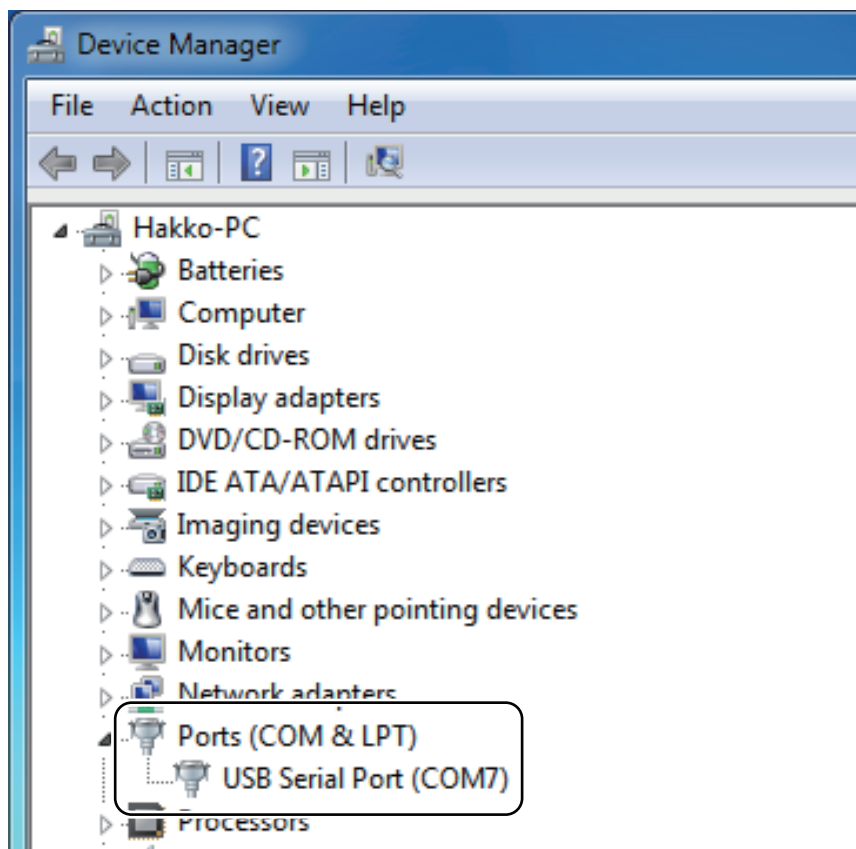 Device Manager
File Action View Help
?
Hakko-PC
Batteries
Computer
Disk drives
Display adapters
DVD/CD-ROM drives
IDE ATA/ATAPI controllers
Imaging devices
Keyboards
Mice and other pointing devices
Monitors
Network adapters
Ports (COM & LPT)
USB Serial Port (COM7)
Processors